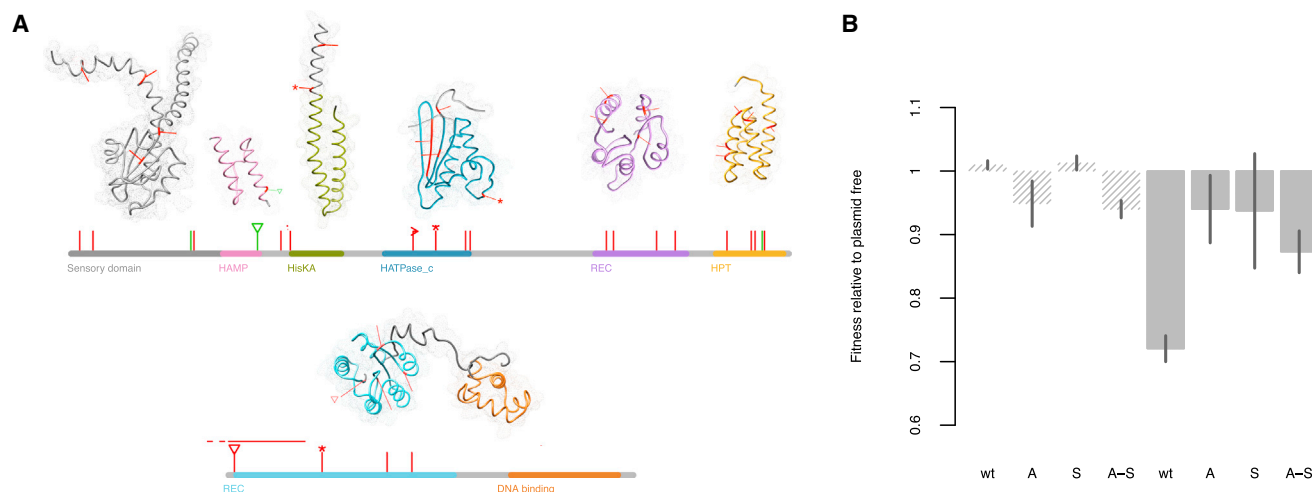 A
B
* *
Sensory domain HAMP HisKA HATPase_c REC HPT
*
*
REC DNA binding
Fitness relative to plasmid free
1.1
1
0.9
0.8
0.7
0.6
wt A S A–S wt A S A–S